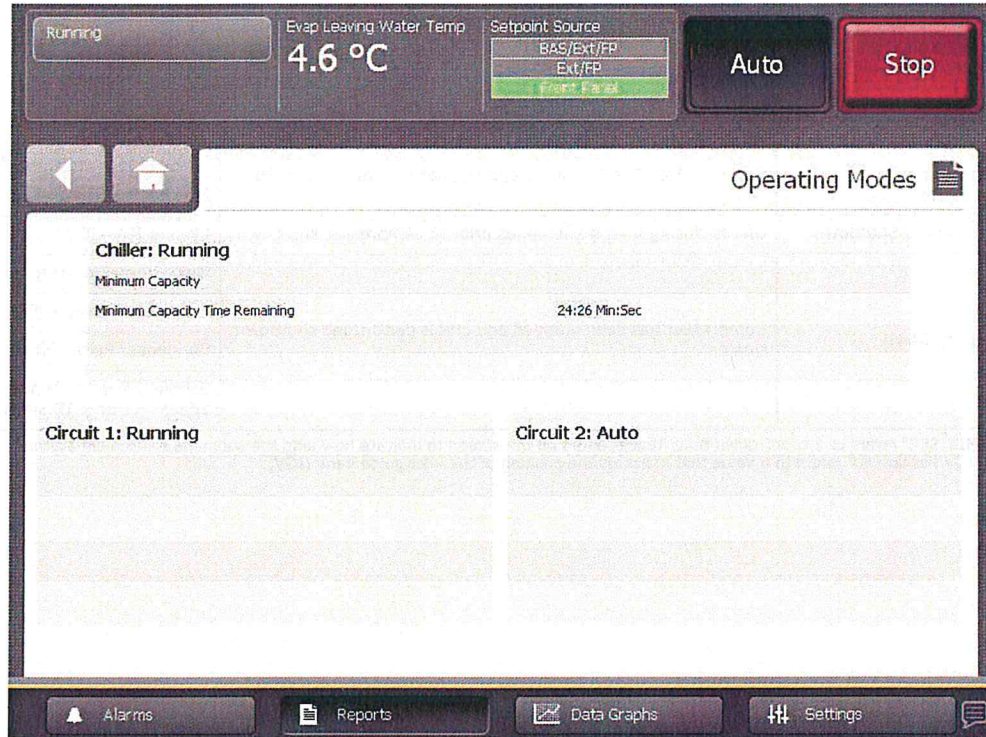 Running
Evap Leaving Water Temp
4.6 °C
Setpoint Source
BAS/Ext/FP
Ext/FP
Front Panel
Auto
Stop
Operating Modes
Chiller: Running
Minimum Capacity
Minimum Capacity Time Remaining 24:26 Min:Sec
Circuit 1: Running
Circuit 2: Auto
Alarms
Reports
Data Graphs
Settings